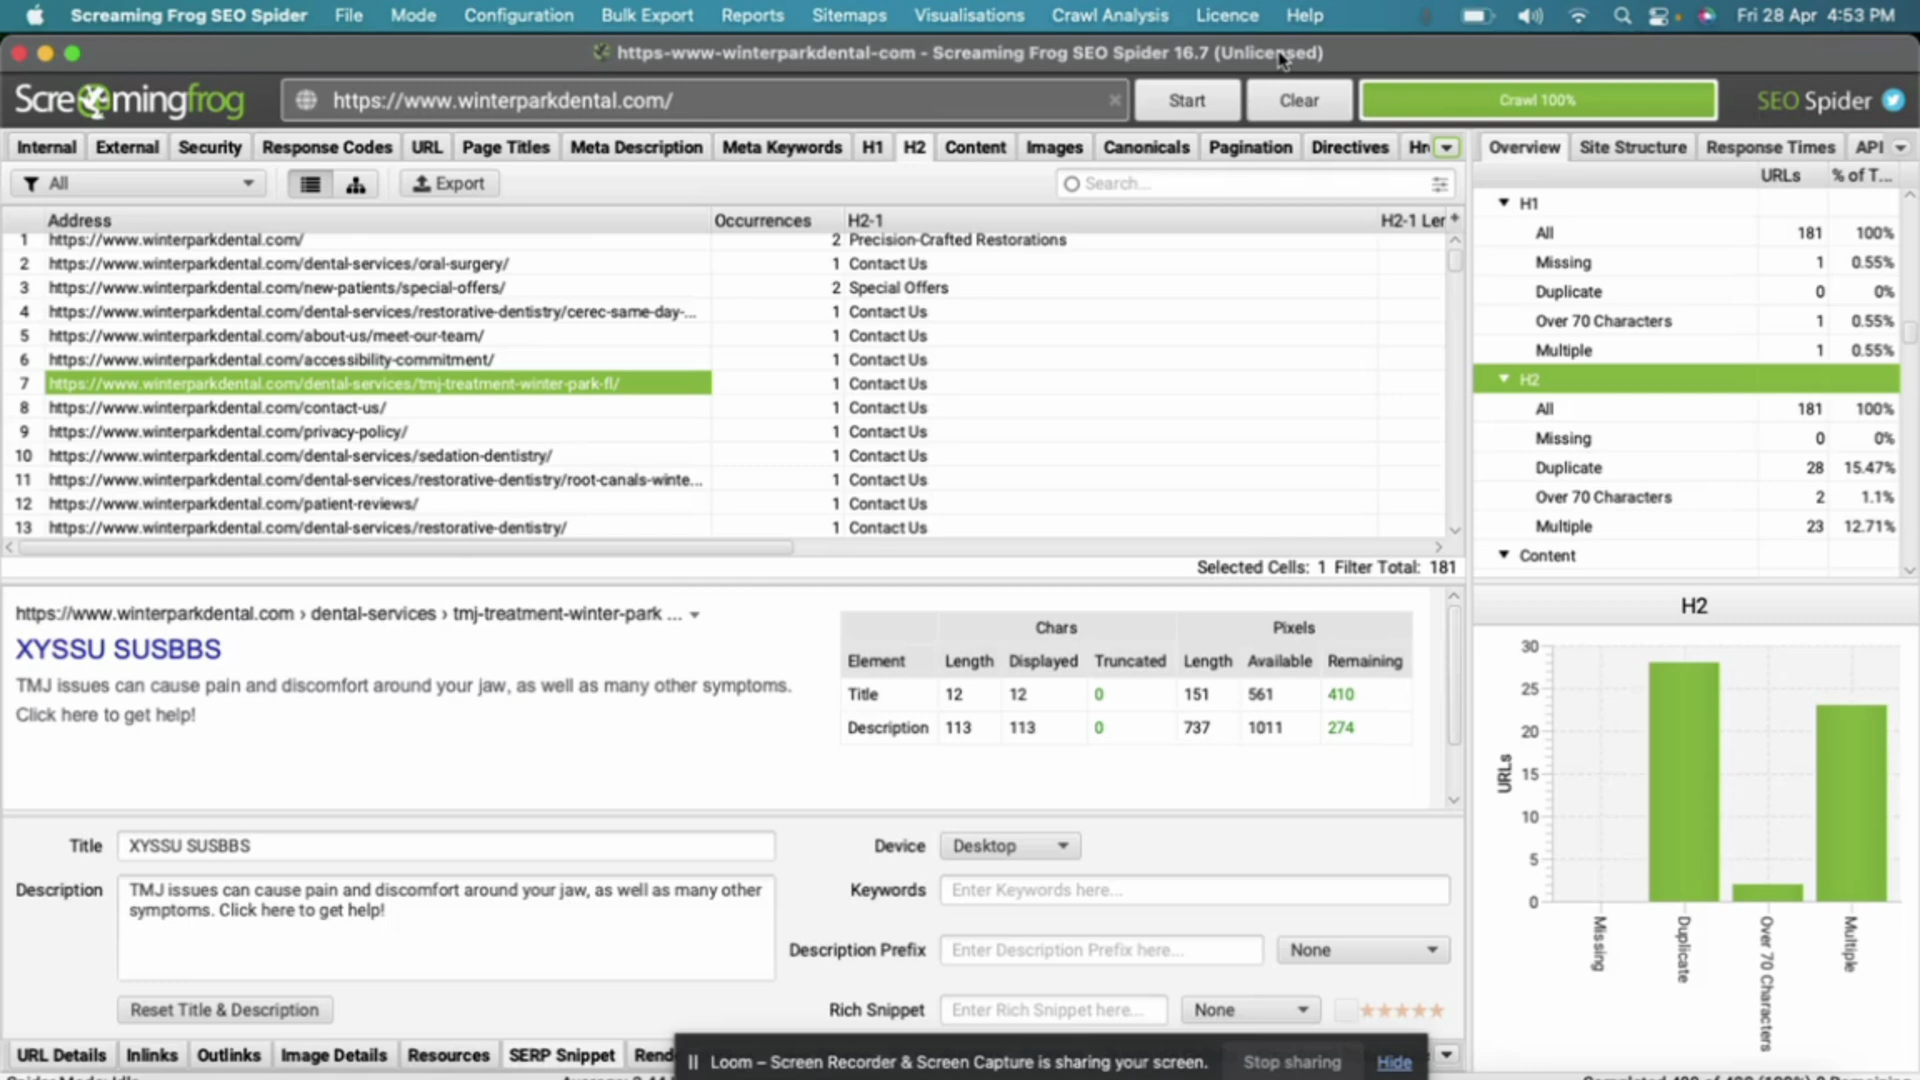 Screaming Frog SEO Spider File Mode Configuration Bulk Export Reports Sitemaps Visualisations Crawl Analysis Licence Help Fri 28 Apr 4:53 PM
https-www-winterparkdental-com - Screaming Frog SEO Spider 16.7 (Unlicensed)
Screamingfrog https://www.winterparkdental.com/ Start Clear Crawl 100% SEO Spider
Internal External Security Response Codes URL Page Titles Meta Description Meta Keywords H1 H2 Content Images Canonicals Pagination Directives Hr Overview Site Structure Response Times API
All Export Search... URLs % of T...
Address Occurrences H2-1 H2-1 Ler
1 https://www.winterparkdental.com/ 2 Precision-Crafted Restorations
2 https://www.winterparkdental.com/dental-services/oral-surgery/ 1 Contact Us
3 https://www.winterparkdental.com/new-patients/special-offers/ 2 Special Offers
4 https://www.winterparkdental.com/dental-services/restorative-dentistry/cerec-same-day-... 1 Contact Us
5 https://www.winterparkdental.com/about-us/meet-our-team/ 1 Contact Us
6 https://www.winterparkdental.com/accessibility-commitment/ 1 Contact Us
7 https://www.winterparkdental.com/dental-services/tmj-treatment-winter-park-fl/ 1 Contact Us
8 https://www.winterparkdental.com/contact-us/ 1 Contact Us
9 https://www.winterparkdental.com/privacy-policy/ 1 Contact Us
10 https://www.winterparkdental.com/dental-services/sedation-dentistry/ 1 Contact Us
11 https://www.winterparkdental.com/dental-services/restorative-dentistry/root-canals-winte... 1 Contact Us
12 https://www.winterparkdental.com/patient-reviews/ 1 Contact Us
13 https://www.winterparkdental.com/dental-services/restorative-dentistry/ 1 Contact Us
Selected Cells: 1 Filter Total: 181
H1
All 181 100%
Missing 1 0.55%
Duplicate 0 0%
Over 70 Characters 1 0.55%
Multiple 1 0.55%
H2
All 181 100%
Missing 0 0%
Duplicate 28 15.47%
Over 70 Characters 2 1.1%
Multiple 23 12.71%
Content
https://www.winterparkdental.com › dental-services › tmj-treatment-winter-park ...
XYSSU SUSBBS
TMJ issues can cause pain and discomfort around your jaw, as well as many other symptoms.
Click here to get help!
Chars Pixels
Element Length Displayed Truncated Length Available Remaining
Title 12 12 0 151 561 410
Description 113 113 0 737 1011 274
H2
30
25
20
15
10
5
0
URLs
Missing
Duplicate
Over 70 Characters
Multiple
Title XYSSU SUSBBS Device Desktop
Description TMJ issues can cause pain and discomfort around your jaw, as well as many other
symptoms. Click here to get help!
Keywords Enter Keywords here...
Description Prefix Enter Description Prefix here... None
Reset Title & Description Rich Snippet Enter Rich Snippet here... None
URL Details Inlinks Outlinks Image Details Resources SERP Snippet Rend
Loom – Screen Recorder & Screen Capture is sharing your screen. Stop sharing Hide